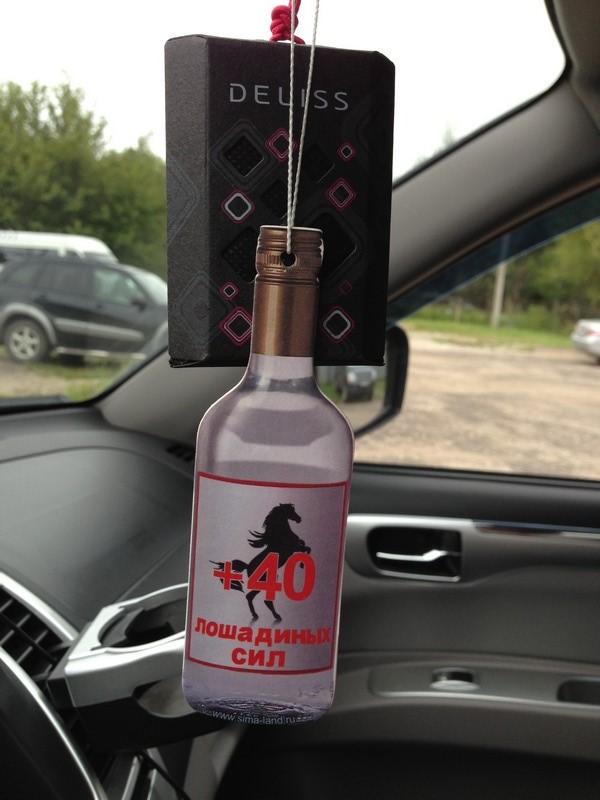 DELISS
+40
лошадиных
сил
www.sima-land.ru